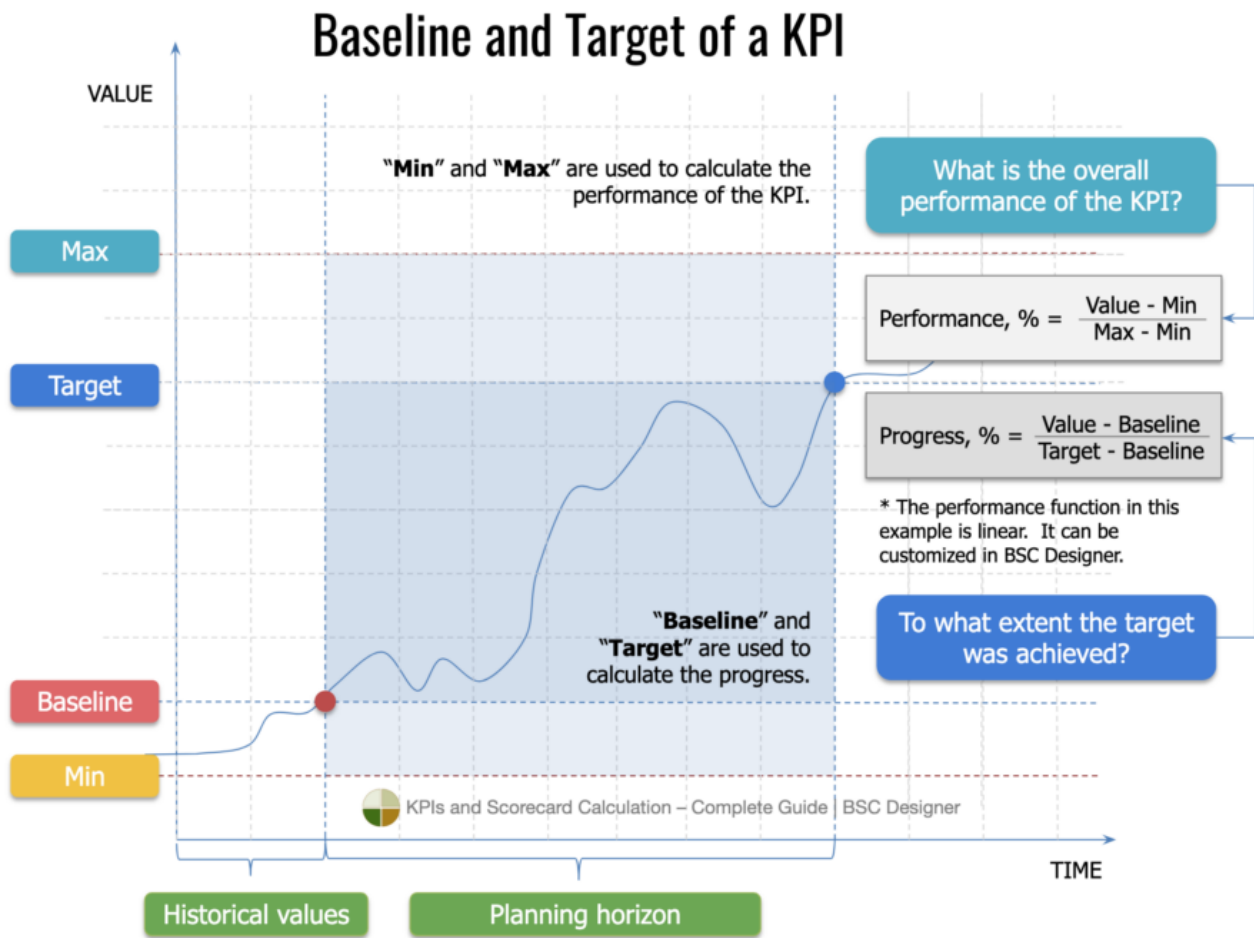 Baseline and Target of a KPI
VALUE
"Min" and "Max" are used to calculate the
performance of the KPI.
What is the overall
performance of the KPI?
Max
Performance, % = Value - Min
Max - Min
Target
Progress, % = Value - Baseline
Target - Baseline
* The performance function in this
example is linear. It can be
customized in BSC Designer.
"Baseline" and
"Target" are used to
calculate the progress.
To what extent the target
was achieved?
Baseline
Min
KPIs and Scorecard Calculation – Complete Guide | BSC Designer
TIME
Historical values
Planning horizon